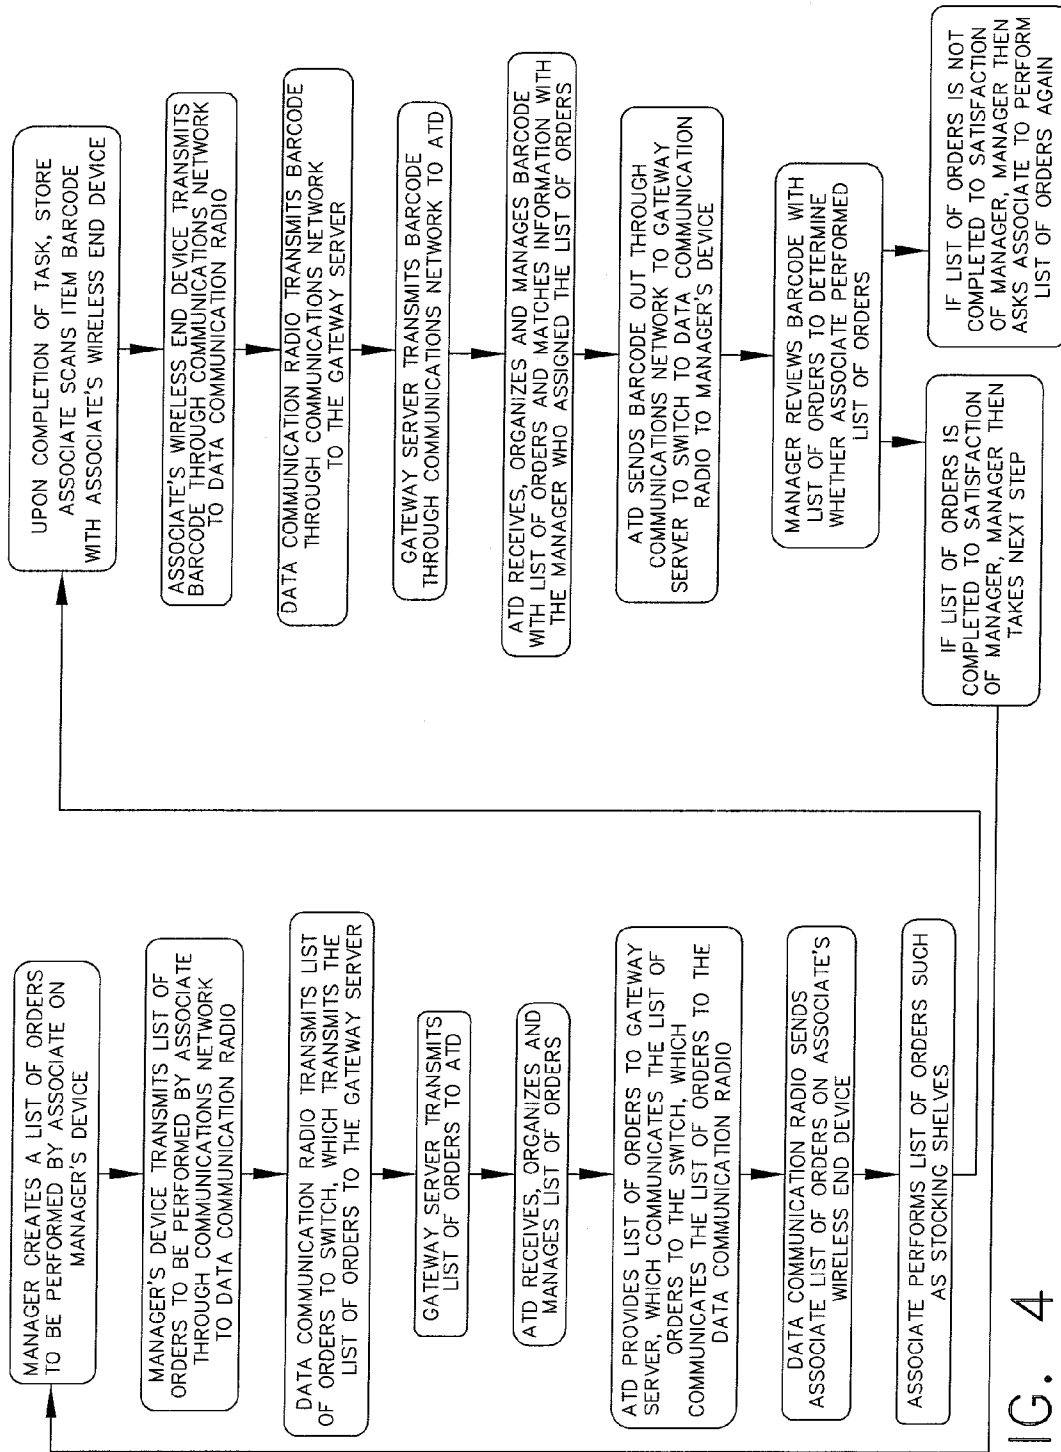 MANAGER CREATES A LIST OF ORDERS
TO BE PERFORMED BY ASSOCIATE ON
MANAGER'S DEVICE
MANAGER'S DEVICE TRANSMITS LIST OF
ORDERS TO BE PERFORMED BY ASSOCIATE
THROUGH COMMUNICATIONS NETWORK
TO DATA COMMUNICATION RADIO
DATA COMMUNICATION RADIO TRANSMITS LIST
OF ORDERS TO SWITCH, WHICH TRANSMITS THE
LIST OF ORDERS TO THE GATEWAY SERVER
GATEWAY SERVER TRANSMITS
LIST OF ORDERS TO ATD
ATD RECEIVES, ORGANIZES AND
MANAGES LIST OF ORDERS
ATD PROVIDES LIST OF ORDERS TO GATEWAY
SERVER, WHICH COMMUNICATES THE LIST OF
ORDERS TO THE SWITCH, WHICH
COMMUNICATES THE LIST OF ORDERS TO THE
DATA COMMUNICATION RADIO
DATA COMMUNICATION RADIO SENDS
ASSOCIATE LIST OF ORDERS ON ASSOCIATE'S
WIRELESS END DEVICE
ASSOCIATE PERFORMS LIST OF ORDERS SUCH
AS STOCKING SHELVES
UPON COMPLETION OF TASK, STORE
ASSOCIATE SCANS ITEM BARCODE
WITH ASSOCIATE'S WIRELESS END DEVICE
ASSOCIATE'S WIRELESS END DEVICE TRANSMITS
BARCODE THROUGH COMMUNICATIONS NETWORK
TO DATA COMMUNICATION RADIO
DATA COMMUNICATION RADIO TRANSMITS BARCODE
THROUGH COMMUNICATIONS NETWORK
TO THE GATEWAY SERVER
GATEWAY SERVER TRANSMITS BARCODE
THROUGH COMMUNICATIONS NETWORK TO ATD
ATD RECEIVES, ORGANIZES AND MANAGES BARCODE
WITH LIST OF ORDERS AND MATCHES INFORMATION WITH
THE MANAGER WHO ASSIGNED THE LIST OF ORDERS
ATD SENDS BARCODE OUT THROUGH
COMMUNICATIONS NETWORK TO GATEWAY
SERVER TO SWITCH TO DATA COMMUNICATION
RADIO TO MANAGER'S DEVICE
MANAGER REVIEWS BARCODE WITH
LIST OF ORDERS TO DETERMINE
WHETHER ASSOCIATE PERFORMED
LIST OF ORDERS
IF LIST OF ORDERS IS
COMPLETED TO SATISFACTION
OF MANAGER, MANAGER THEN
TAKES NEXT STEP
IF LIST OF ORDERS IS NOT
COMPLETED TO SATISFACTION
OF MANAGER, MANAGER THEN
ASKS ASSOCIATE TO PERFORM
LIST OF ORDERS AGAIN
IG. 4